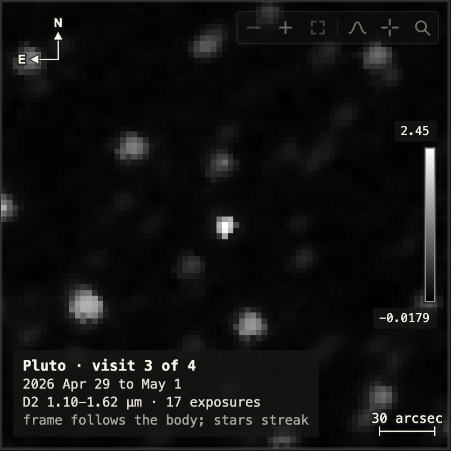 N
E
2.45
−0.0179
Pluto · visit 3 of 4
2026 Apr 29 to May 1
D2 1.10–1.62 μm · 17 exposures
frame follows the body; stars streak
30 arcsec